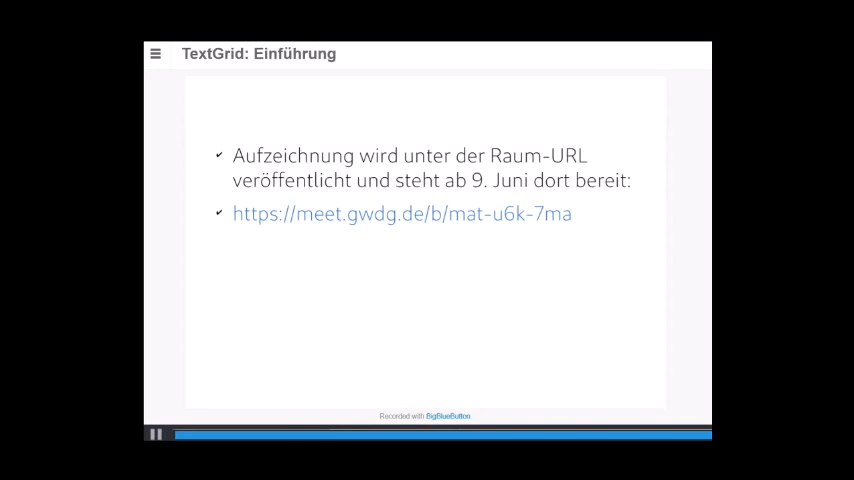 TextGrid: Einführung
Aufzeichnung wird unter der Raum-URL
veröffentlicht und steht ab 9. Juni dort bereit:
https://meet.gwdg.de/b/mat-u6k-7ma
Recorded with BigBlueButton.